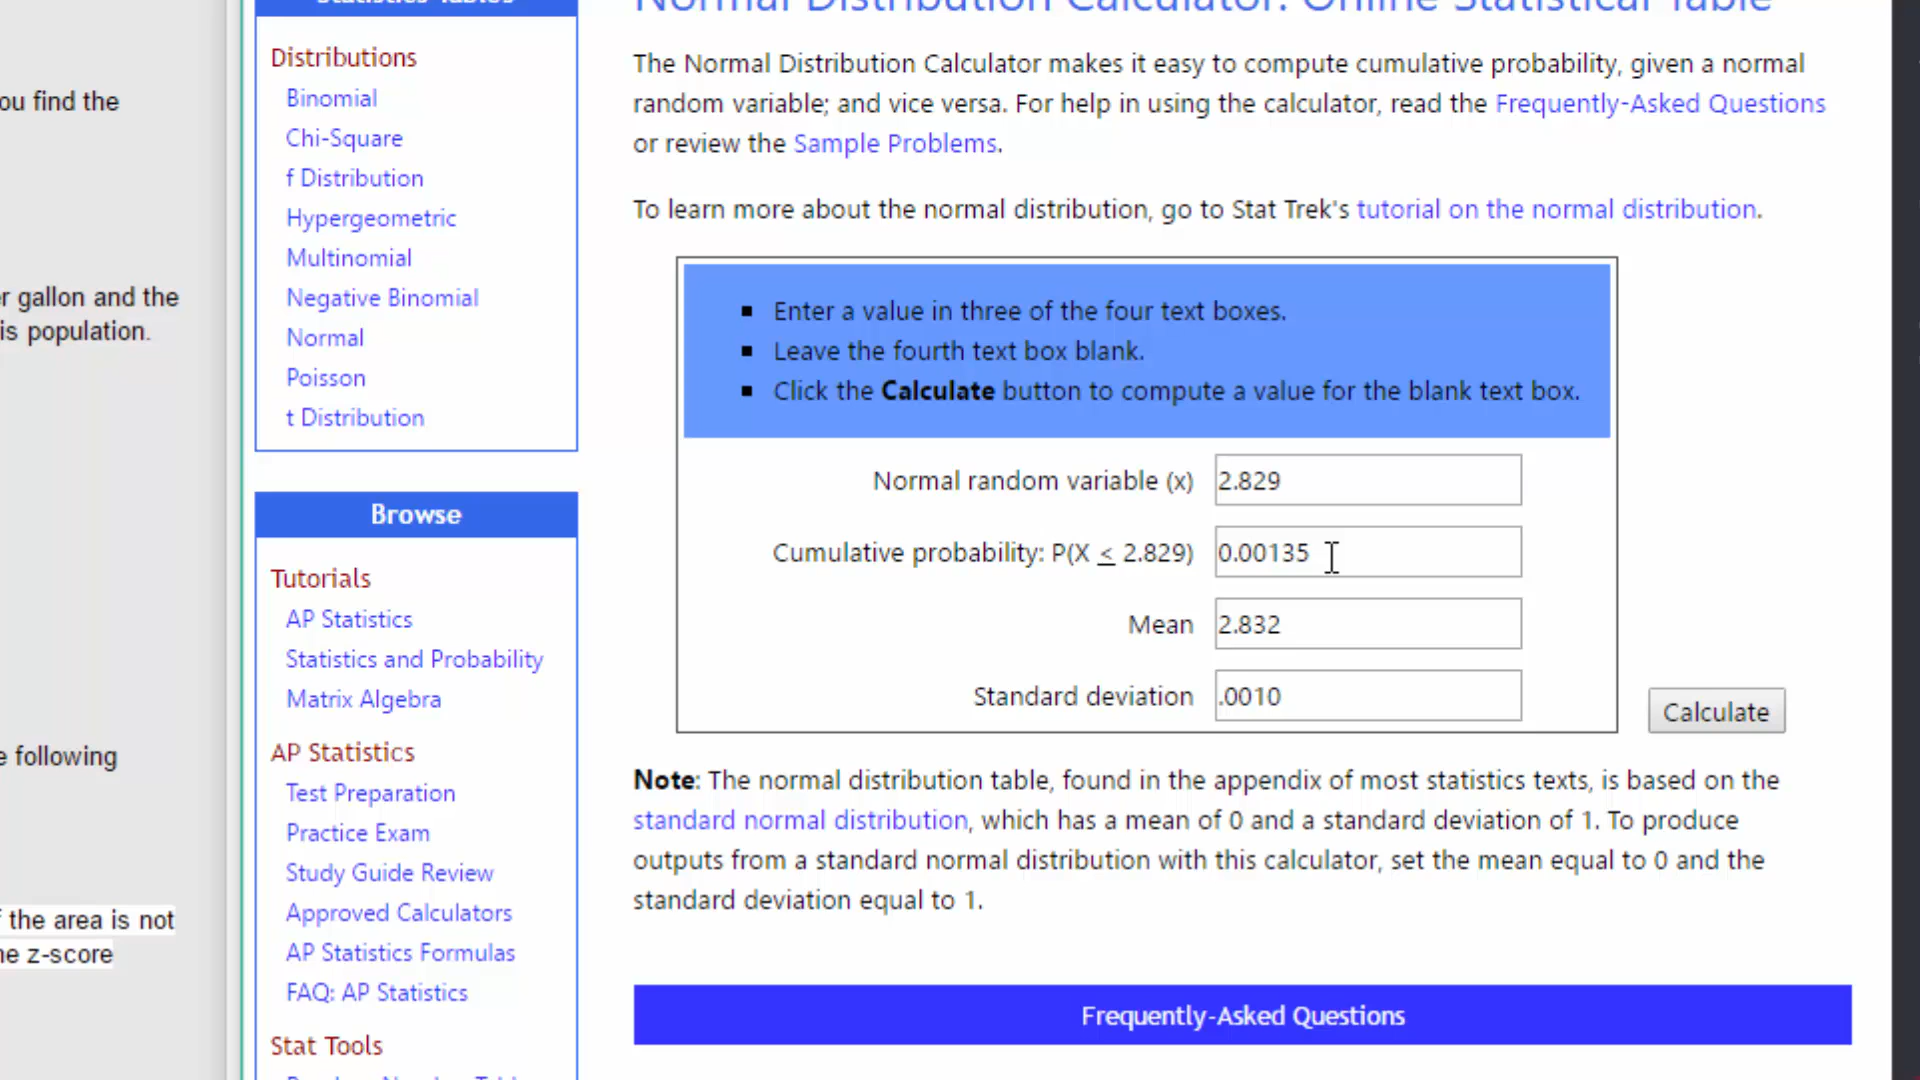 ou find the
r gallon and the
is population.
e following
f the area is not
he z-score
Statistics Tables
Distributions
Binomial
Chi-Square
f Distribution
Hypergeometric
Multinomial
Negative Binomial
Normal
Poisson
t Distribution
Browse
Tutorials
AP Statistics
Statistics and Probability
Matrix Algebra
AP Statistics
Test Preparation
Practice Exam
Study Guide Review
Approved Calculators
AP Statistics Formulas
FAQ: AP Statistics
Stat Tools
Normal Distribution Calculator: Online Statistical Table
The Normal Distribution Calculator makes it easy to compute cumulative probability, given a normal
random variable; and vice versa. For help in using the calculator, read the Frequently-Asked Questions
or review the Sample Problems.
To learn more about the normal distribution, go to Stat Trek's tutorial on the normal distribution.
▪ Enter a value in three of the four text boxes.
▪ Leave the fourth text box blank.
▪ Click the Calculate button to compute a value for the blank text box.
Normal random variable (x) 2.829
Cumulative probability: P(X ≤ 2.829) 0.00135
Mean 2.832
Standard deviation .0010
Calculate
Note: The normal distribution table, found in the appendix of most statistics texts, is based on the
standard normal distribution, which has a mean of 0 and a standard deviation of 1. To produce
outputs from a standard normal distribution with this calculator, set the mean equal to 0 and the
standard deviation equal to 1.
Frequently-Asked Questions